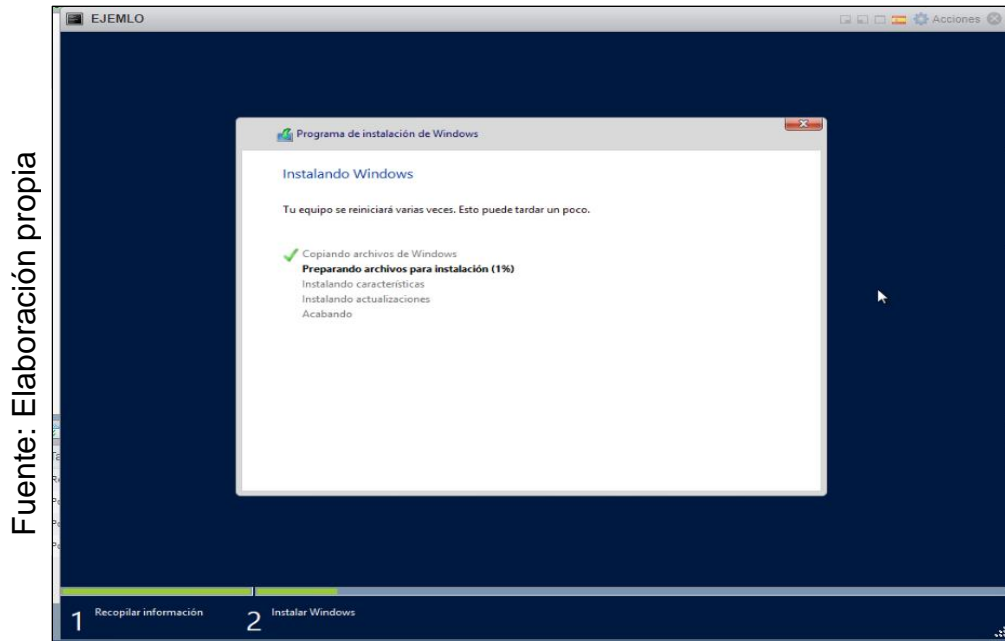 EJEMLO
Acciones
Programa de instalación de Windows
Instalando Windows
Tu equipo se reiniciará varias veces. Esto puede tardar un poco.
Copiando archivos de Windows
Preparando archivos para instalación (1%)
Instalando características
Instalando actualizaciones
Acabando
1 Recopilar información
2 Instalar Windows
Fuente: Elaboración propia